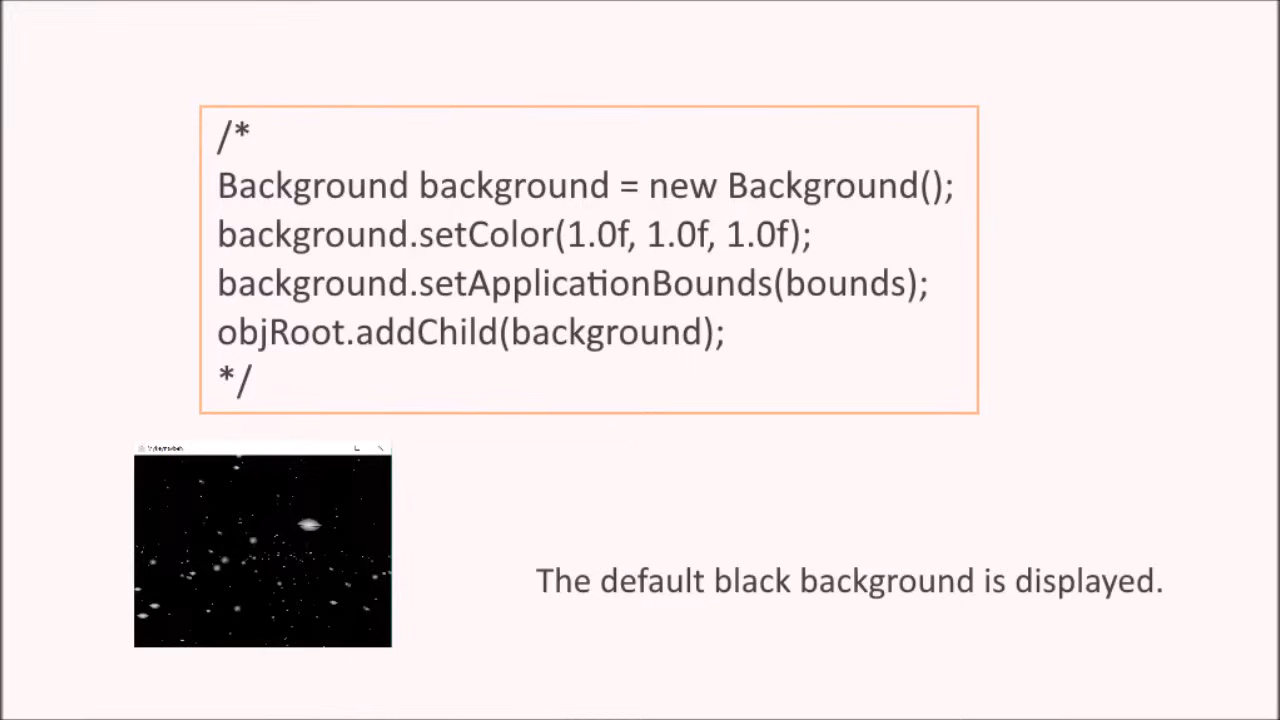 /*
Background background = new Background();
background.setColor(1.0f, 1.0f, 1.0f);
background.setApplicationBounds(bounds);
objRoot.addChild(background);
*/
The default black background is displayed.